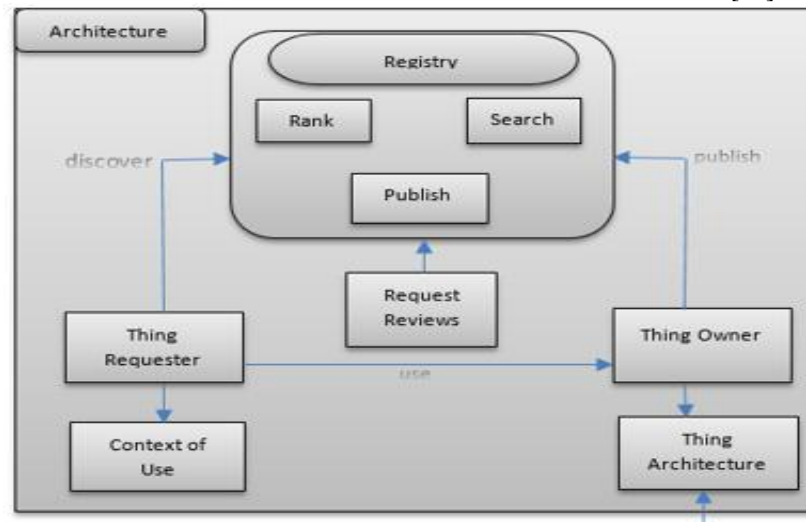 Architecture
Registry
Rank
Search
discover
publish
Publish
Request
Reviews
Thing
Requester
Thing Owner
use
Context of
Use
Thing
Architecture